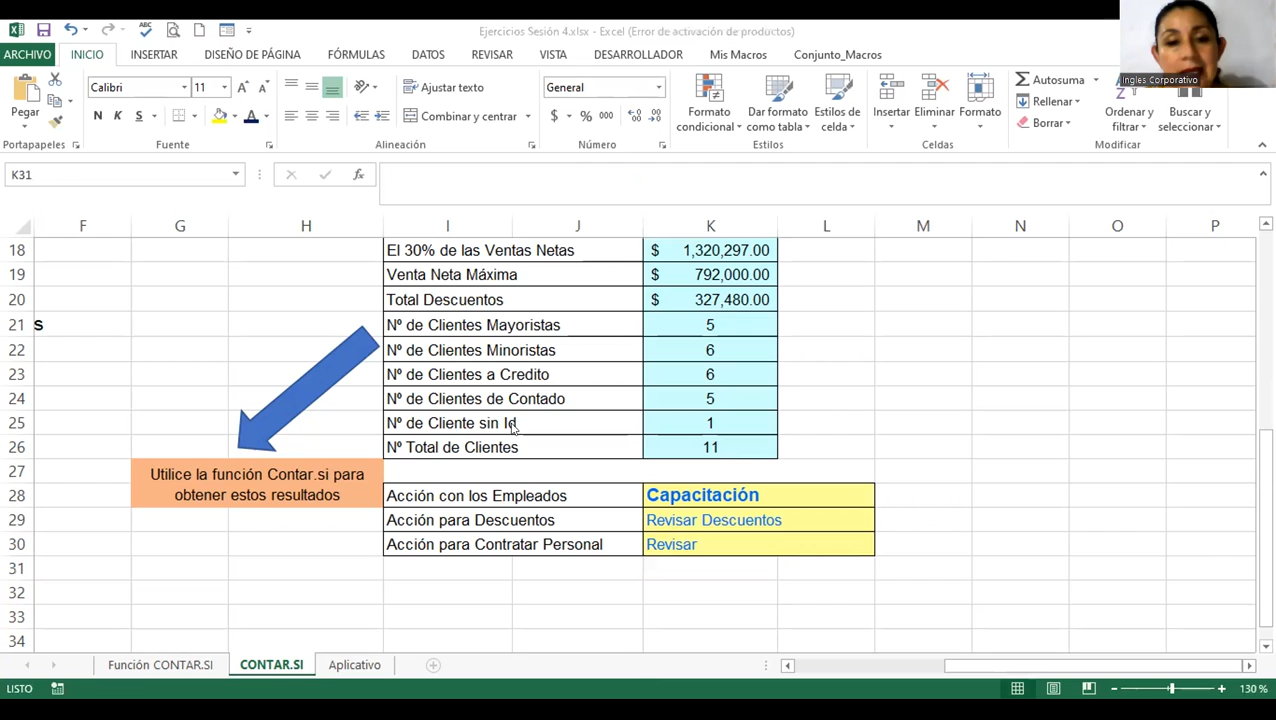 Ejercicios Sesión 4.xlsx - Excel (Error de activación de productos)
Ingles Corporativo
ARCHIVO INICIO INSERTAR DISEÑO DE PÁGINA FÓRMULAS DATOS REVISAR VISTA DESARROLLADOR Mis Macros Conjunto_Macros
Pegar
Calibri 11
N K S
Ajustar texto
Combinar y centrar
General
$ % 000
Formato condicional
Dar formato como tabla
Estilos de celda
Insertar
Eliminar
Formato
Autosuma
Rellenar
Borrar
Ordenar y filtrar
Buscar y seleccionar
Portapapeles Fuente Alineación Número Estilos Celdas Modificar
K31
F G H I J K L M N O P
18 El 30% de las Ventas Netas $ 1,320,297.00
19 Venta Neta Máxima $ 792,000.00
20 Total Descuentos $ 327,480.00
21 S Nº de Clientes Mayoristas 5
22 Nº de Clientes Minoristas 6
23 Nº de Clientes a Credito 6
24 Nº de Clientes de Contado 5
25 Nº de Cliente sin Id 1
26 Nº Total de Clientes 11
27
Utilice la función Contar.si para
obtener estos resultados
28 Acción con los Empleados Capacitación
29 Acción para Descuentos Revisar Descuentos
30 Acción para Contratar Personal Revisar
31
32
33
34
Función CONTAR.SI CONTAR.SI Aplicativo
LISTO 130 %